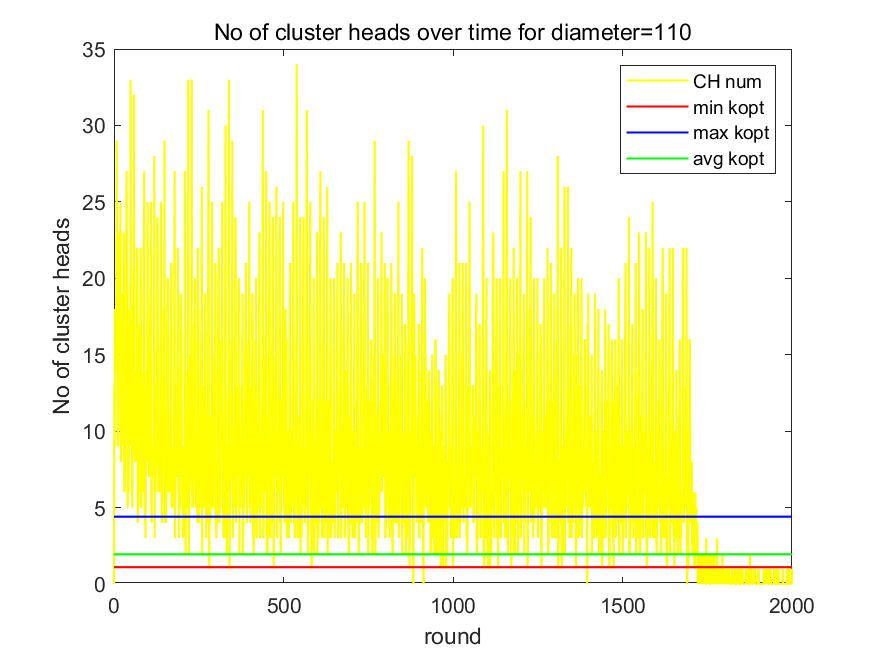 No of cluster heads over time for diameter=110
35
30
25
20
15
10
5
0
No of cluster heads
CH num
min kopt
max kopt
avg kopt
0
500
1000
1500
2000
round